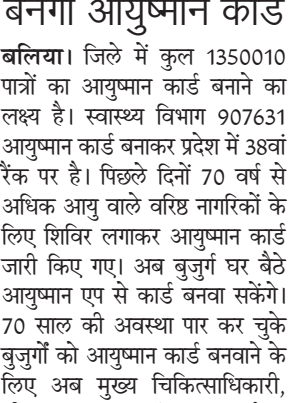 बनेगा आयुष्मान कार्ड
बलिया। जिले में कुल 1350010
पात्रों का आयुष्मान कार्ड बनाने का
लक्ष्य है। स्वास्थ्य विभाग 907631
आयुष्मान कार्ड बनाकर प्रदेश में 38वां
रैंक पर है। पिछले दिनों 70 वर्ष से
अधिक आयु वाले वरिष्ठ नागरिकों के
लिए शिविर लगाकर आयुष्मान कार्ड
जारी किए गए। अब बुजुर्ग घर बैठे
आयुष्मान एप से कार्ड बनवा सकेंगे।
70 साल की अवस्था पार कर चुके
बुजुर्गों को आयुष्मान कार्ड बनवाने के
लिए अब मुख्य चिकित्साधिकारी,